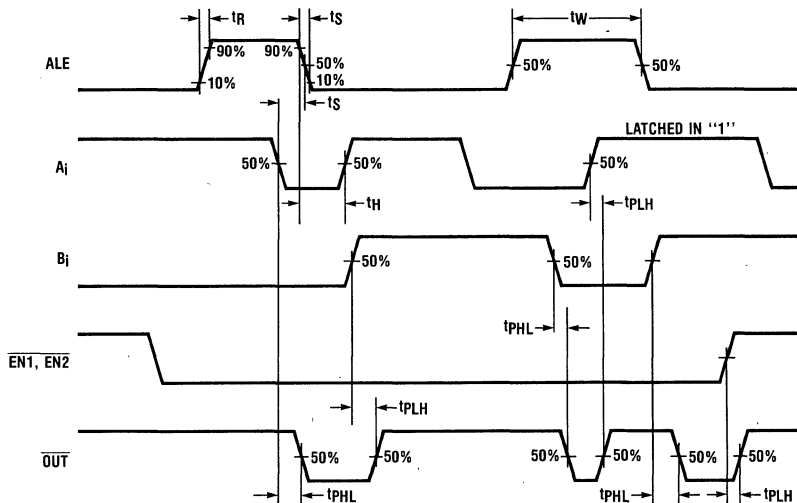 tR tS tW
90% 90%
ALE 50% 50% 50%
10% 10%
tS
LATCHED IN "1"
Ai 50% 50% 50%
tH tPLH
Bi 50% 50%
tPHL
EN1, EN2
tPLH
OUT 50% 50% 50% 50% 50% 50%
tPHL tPHL tPLH